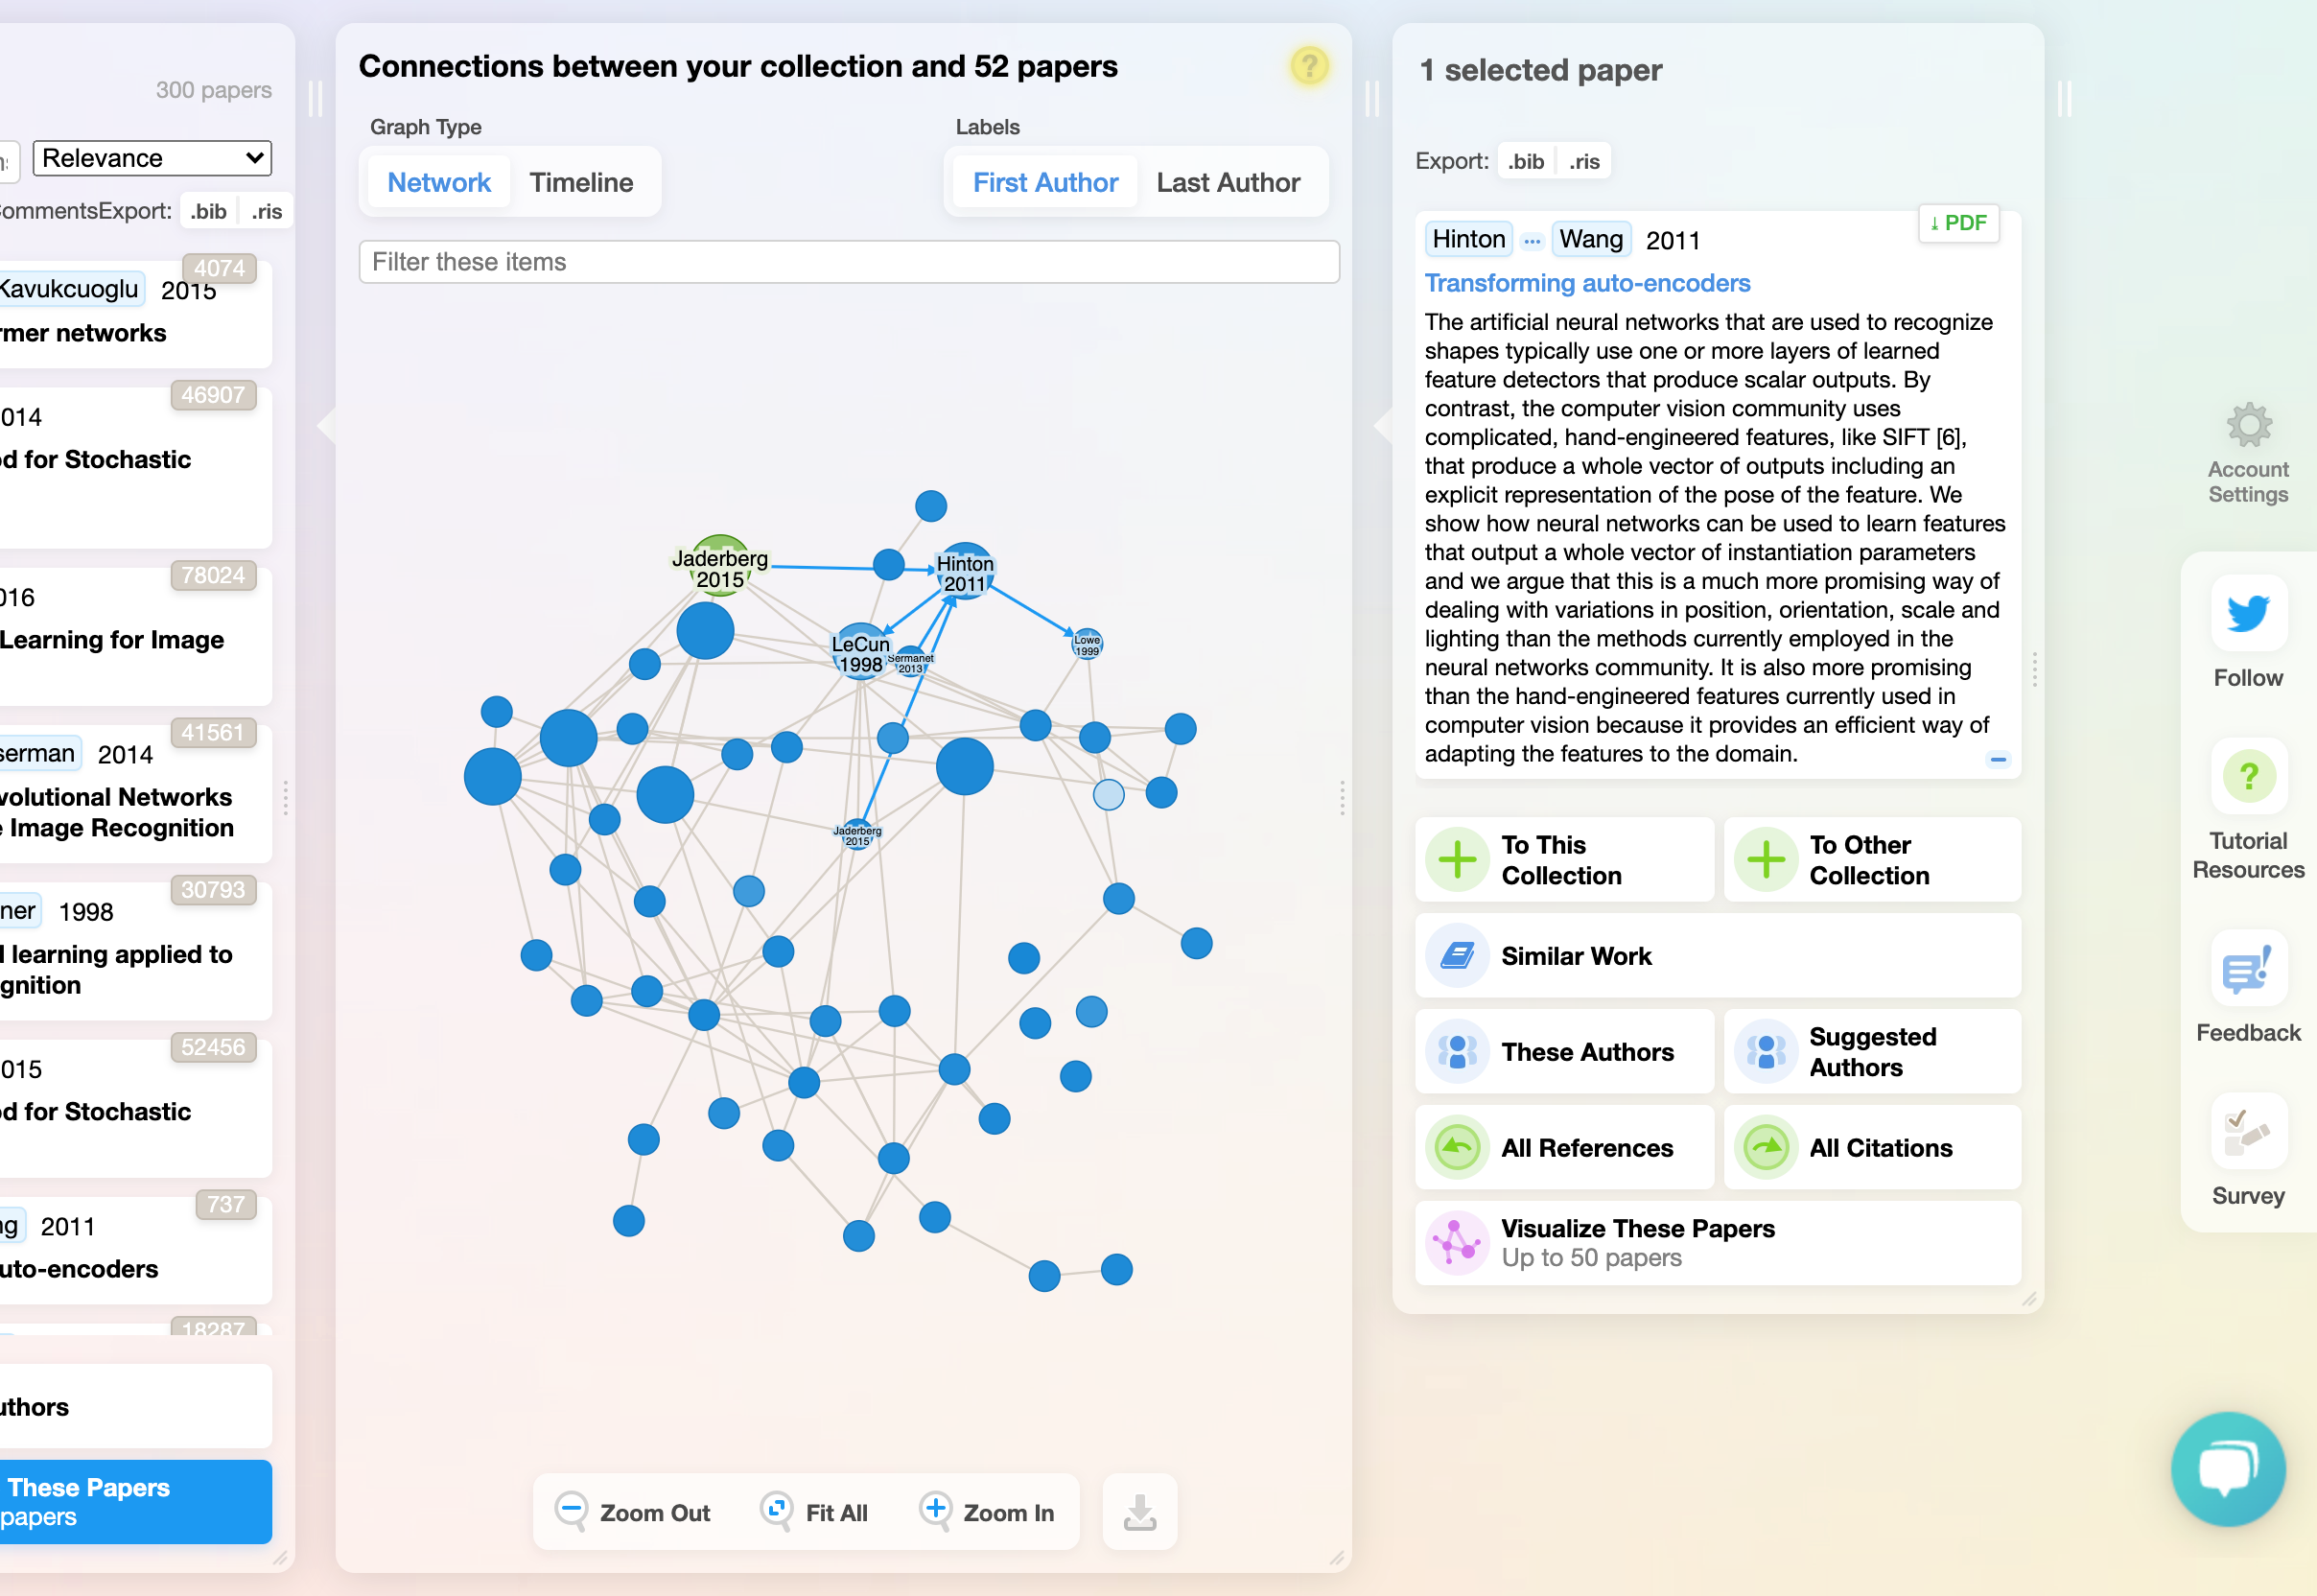 300 papers
Relevance
Export:
.bib
.ris
4074
Kavukcuoglu 2015
rmer networks
46907
014
d for Stochastic
78024
016
Learning for Image
41561
serman 2014
volutional Networks
e Image Recognition
30793
ner 1998
l learning applied to
gnition
52456
015
d for Stochastic
737
ng 2011
uto-encoders
18287
uthors
These Papers
papers
Connections between your collection and 52 papers
?
Graph Type
Network
Timeline
Labels
First Author
Last Author
Filter these items
Jaderberg
2015
Hinton
2011
LeCun
1998
Sermanet
2013
Lowe
1999
Jaderberg
2015
Zoom Out
Fit All
Zoom In
1 selected paper
Export: .bib .ris
PDF
Hinton ... Wang 2011
Transforming auto-encoders
The artificial neural networks that are used to recognize
shapes typically use one or more layers of learned
feature detectors that produce scalar outputs. By
contrast, the computer vision community uses
complicated, hand-engineered features, like SIFT [6],
that produce a whole vector of outputs including an
explicit representation of the pose of the feature. We
show how neural networks can be used to learn features
that output a whole vector of instantiation parameters
and we argue that this is a much more promising way of
dealing with variations in position, orientation, scale and
lighting than the methods currently employed in the
neural networks community. It is also more promising
than the hand-engineered features currently used in
computer vision because it provides an efficient way of
adapting the features to the domain.
To This
Collection
To Other
Collection
Similar Work
These Authors
Suggested
Authors
All References
All Citations
Visualize These Papers
Up to 50 papers
Account
Settings
Follow
?
Tutorial
Resources
Feedback
Survey